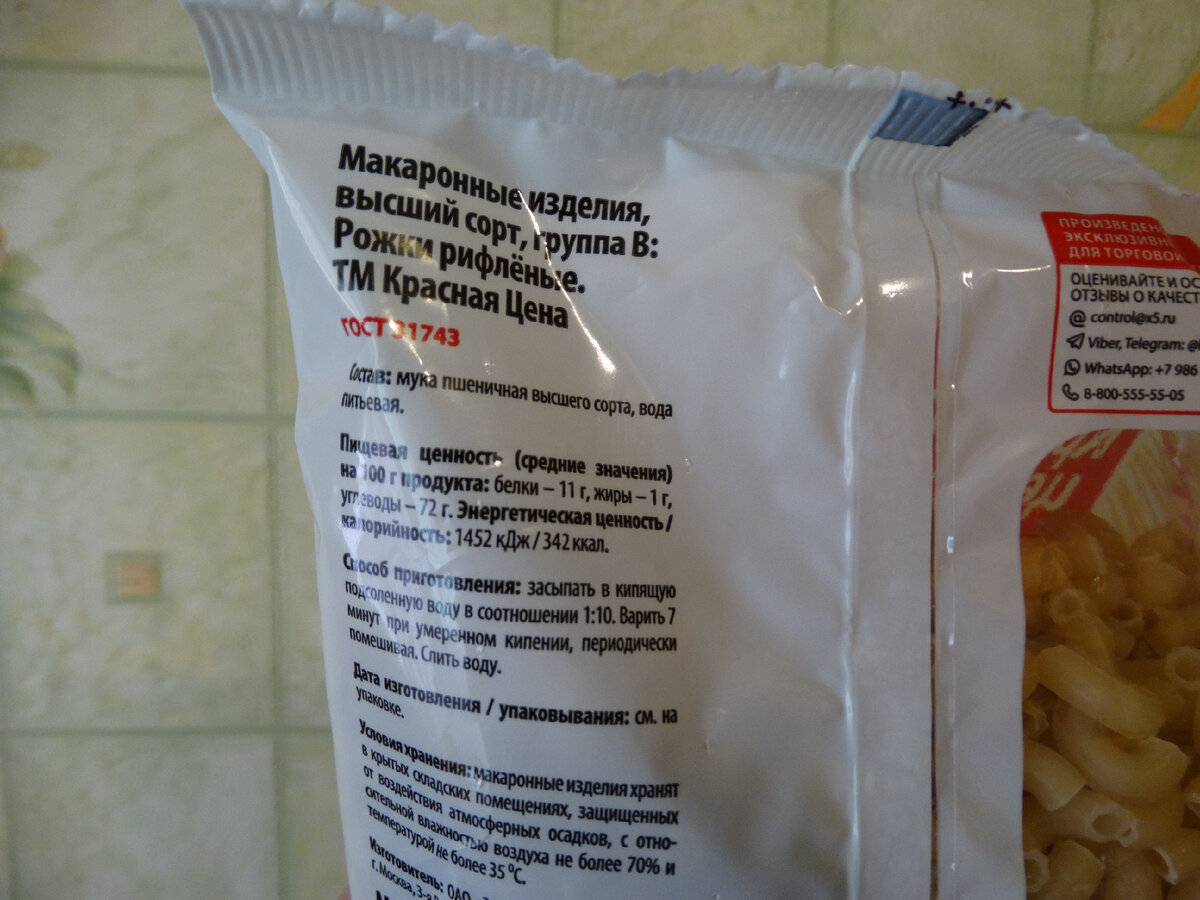 Макаронные изделия,
высший сорт, группа В:
Рожки рифлёные.
ТМ Красная Цена
ГОСТ 31743
Состав: мука пшеничная высшего сорта, вода
питьевая.
Пищевая ценность (средние значения)
на 100 г продукта: белки – 11 г, жиры – 1 г,
углеводы – 72 г. Энергетическая ценность /
калорийность: 1452 кДж / 342 ккал.
Способ приготовления: засыпать в кипящую
подсоленную воду в соотношении 1:10. Варить 7
минут при умеренном кипении, периодически
помешивая. Слить воду.
Дата изготовления / упаковывания: см. на
упаковке.
Условия хранения: макаронные изделия хранят
в крытых складских помещениях, защищенных
от воздействия атмосферных осадков, с отно-
сительной влажностью воздуха не более 70% и
температурой не более 35 °С.
Изготовитель: ОАО
г. Москва,
ПРОИЗВЕДЕН
ЭКСКЛЮЗИВН
ДЛЯ ТОРГОВОЙ
ОЦЕНИВАЙТЕ И ОС
ОТЗЫВЫ О КАЧЕСТ
@ control@x5.ru
Viber, Telegram: @
WhatsApp: +7 986
8-800-555-55-05